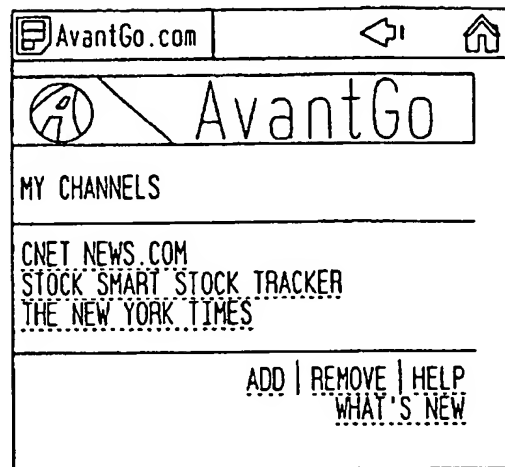 AvantGo.com
AvantGo
MY CHANNELS
CNET NEWS.COM
STOCK SMART STOCK TRACKER
THE NEW YORK TIMES
ADD | REMOVE | HELP
WHAT'S NEW